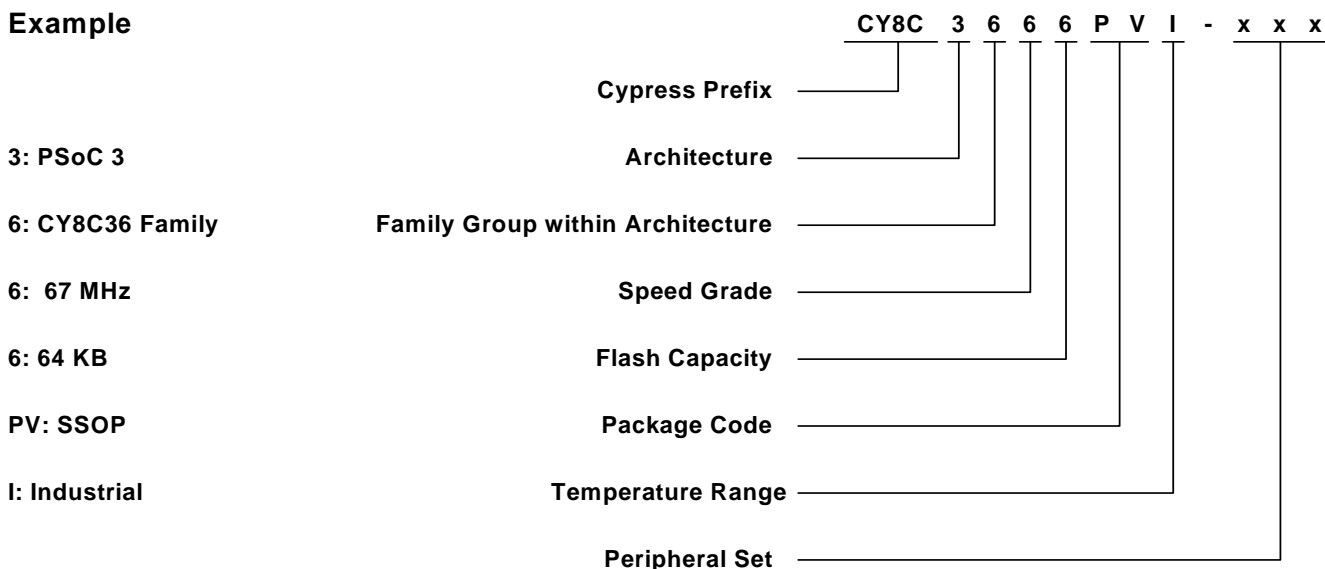 Example CY8C 3 6 6 6 P V I - x x x
Cypress Prefix
3: PSoC 3 Architecture
6: CY8C36 Family Family Group within Architecture
6: 67 MHz Speed Grade
6: 64 KB Flash Capacity
PV: SSOP Package Code
I: Industrial Temperature Range
Peripheral Set